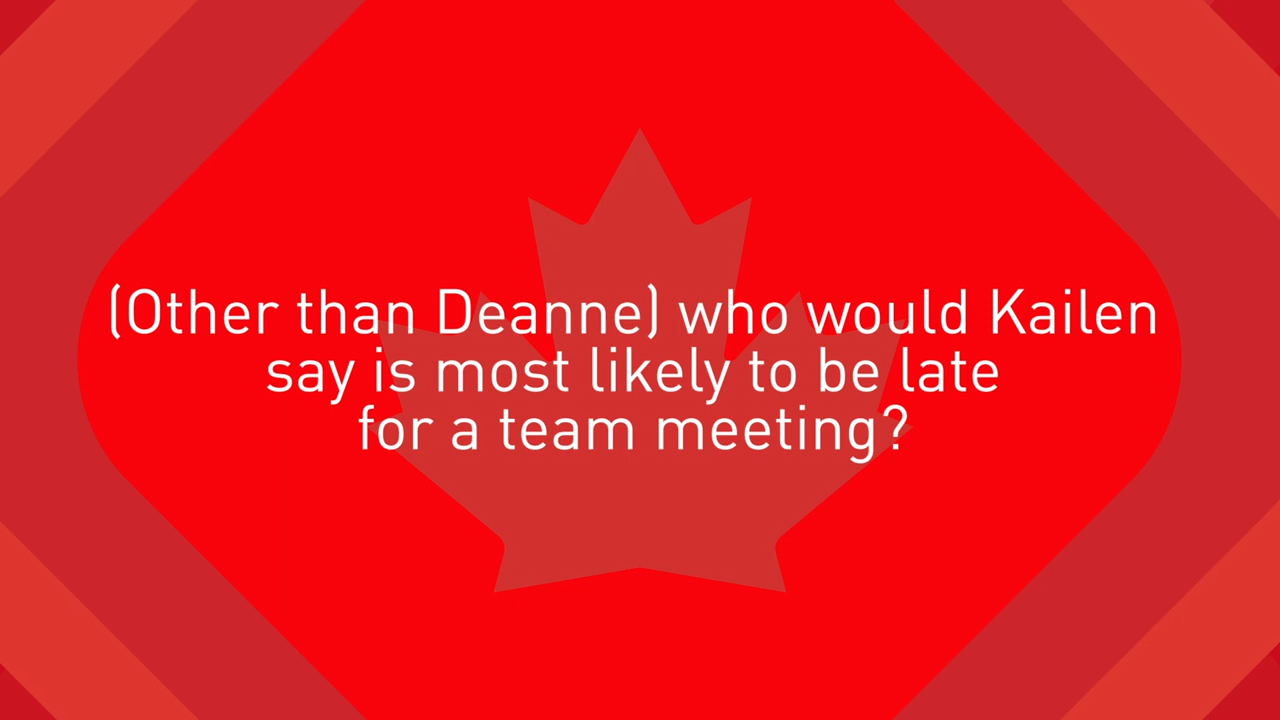 (Other than Deanne) who would Kailen
say is most likely to be late
for a team meeting?